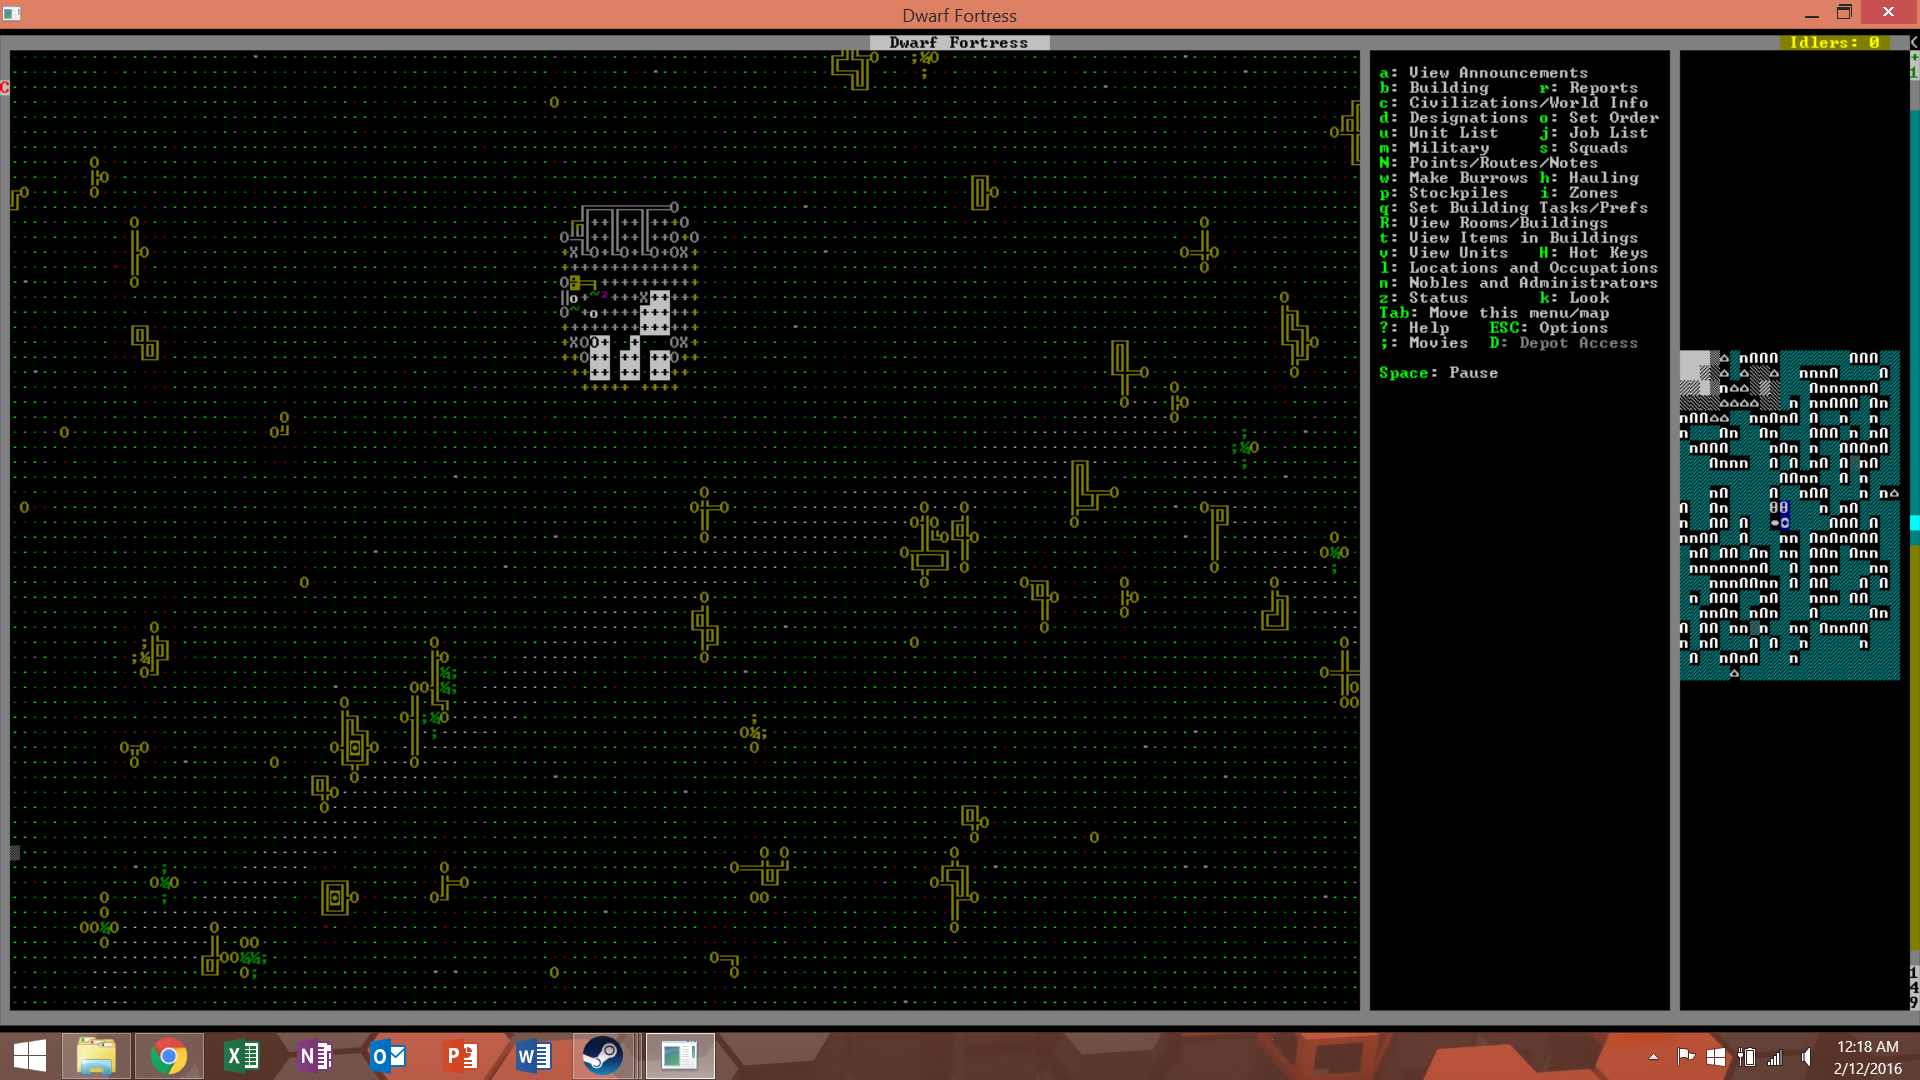 Dwarf Fortress
Dwarf Fortress
Idlers: 0
a: View Announcements
b: Building r: Reports
c: Civilizations/World Info
d: Designations o: Set Order
u: Unit List j: Job List
m: Military s: Squads
N: Points/Routes/Notes
w: Make Burrows h: Hauling
p: Stockpiles i: Zones
q: Set Building Tasks/Prefs
R: View Rooms/Buildings
t: View Items in Buildings
v: View Units H: Hot Keys
l: Locations and Occupations
n: Nobles and Administrators
z: Status k: Look
Tab: Move this menu/map
?: Help ESC: Options
;: Movies D: Depot Access
Space: Pause
+1
149
12:18 AM
2/12/2016